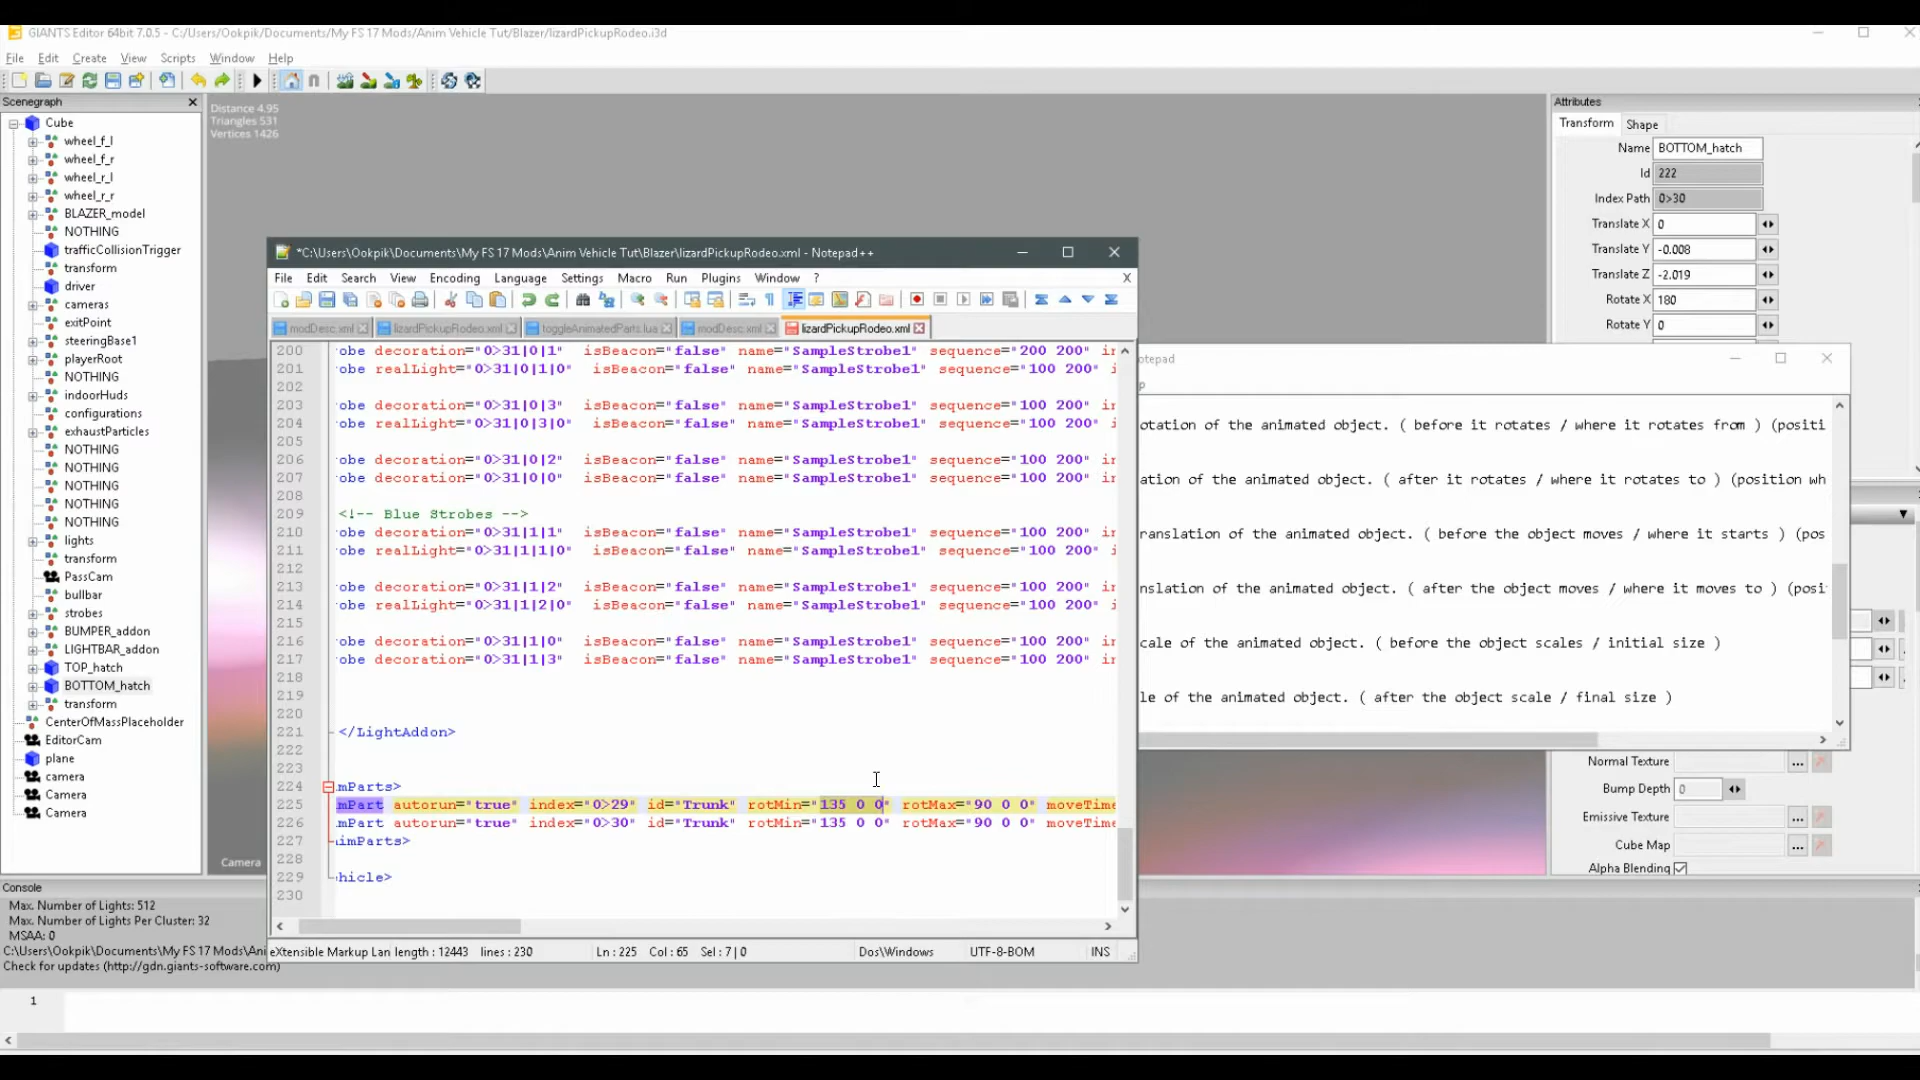 GIANTS Editor 64bit 7.0.5 - C:/Users/Ookpik/Documents/My FS 17 Mods/Anim Vehicle Tut/Blazer/lizardPickupRodeo.i3d
File Edit Create View Scripts Window Help
Scenegraph
Cube
wheel_f_l
wheel_f_r
wheel_r_l
wheel_r_r
BLAZER_model
NOTHING
trafficCollisionTrigger
transform
driver
cameras
exitPoint
steeringBase1
playerRoot
NOTHING
indoorHuds
configurations
exhaustParticles
NOTHING
NOTHING
NOTHING
NOTHING
NOTHING
lights
transform
PassCam
bullbar
strobes
BUMPER_addon
LIGHTBAR_addon
TOP_hatch
BOTTOM_hatch
transform
CenterOfMassPlaceholder
EditorCam
plane
camera
Camera
Camera
Distance 4.95
Triangles 531
Vertices 1426
Camera
*C:\Users\Ookpik\Documents\My FS 17 Mods\Anim Vehicle Tut\Blazer\lizardPickupRodeo.xml - Notepad++
File Edit Search View Encoding Language Settings Macro Run Plugins Window ? X
modDesc.xml lizardPickupRodeo.xml toggleAnimatedParts.lua modDesc.xml lizardPickupRodeo.xml
200 obe decoration="0>31|0|1" isBeacon="false" name="SampleStrobe1" sequence="200 200" in
201 obe realLight="0>31|0|1|0" isBeacon="false" name="SampleStrobe1" sequence="100 200" i
202
203 obe decoration="0>31|0|3" isBeacon="false" name="SampleStrobe1" sequence="100 200" in
204 obe realLight="0>31|0|3|0" isBeacon="false" name="SampleStrobe1" sequence="100 200" i
205
206 obe decoration="0>31|0|2" isBeacon="false" name="SampleStrobe1" sequence="100 200" in
207 obe decoration="0>31|0|0" isBeacon="false" name="SampleStrobe1" sequence="100 200" in
208
209 <!-- Blue Strobes -->
210 obe decoration="0>31|1|1" isBeacon="false" name="SampleStrobe1" sequence="100 200" in
211 obe realLight="0>31|1|1|0" isBeacon="false" name="SampleStrobe1" sequence="100 200" i
212
213 obe decoration="0>31|1|2" isBeacon="false" name="SampleStrobe1" sequence="100 200" in
214 obe realLight="0>31|1|2|0" isBeacon="false" name="SampleStrobe1" sequence="100 200" i
215
216 obe decoration="0>31|1|0" isBeacon="false" name="SampleStrobe1" sequence="100 200" in
217 obe decoration="0>31|1|3" isBeacon="false" name="SampleStrobe1" sequence="100 200" in
218
219
220
221 </LightAddon>
222
223
224 mParts>
225 mPart autorun="true" index="0>29" id="Trunk" rotMin="135 0 0" rotMax="90 0 0" moveTime
226 mPart autorun="true" index="0>30" id="Trunk" rotMin="135 0 0" rotMax="90 0 0" moveTime
227 imParts>
228
229 hicle>
230
eXtensible Markup Lan length : 12443 lines : 230 Ln : 225 Col : 65 Sel : 7 | 0 Dos\Windows UTF-8-BOM INS
otepad
p
otation of the animated object. ( before it rotates / where it rotates from ) (positi
ation of the animated object. ( after it rotates / where it rotates to ) (position wh
ranslation of the animated object. ( before the object moves / where it starts ) (pos
nslation of the animated object. ( after the object moves / where it moves to ) (posi
cale of the animated object. ( before the object scales / initial size )
le of the animated object. ( after the object scale / final size )
Attributes
Transform Shape
Name BOTTOM_hatch
Id 222
Index Path 0>30
Translate X 0
Translate Y -0.008
Translate Z -2.019
Rotate X 180
Rotate Y 0
Normal Texture ...
Bump Depth 0
Emissive Texture ...
Cube Map ...
Alpha Blending
Console
Max. Number of Lights: 512
Max. Number of Lights Per Cluster: 32
MSAA: 0
C:\Users\Ookpik\Documents\My FS 17 Mods\Ani
Check for updates (http://gdn.giants-software.com)
1